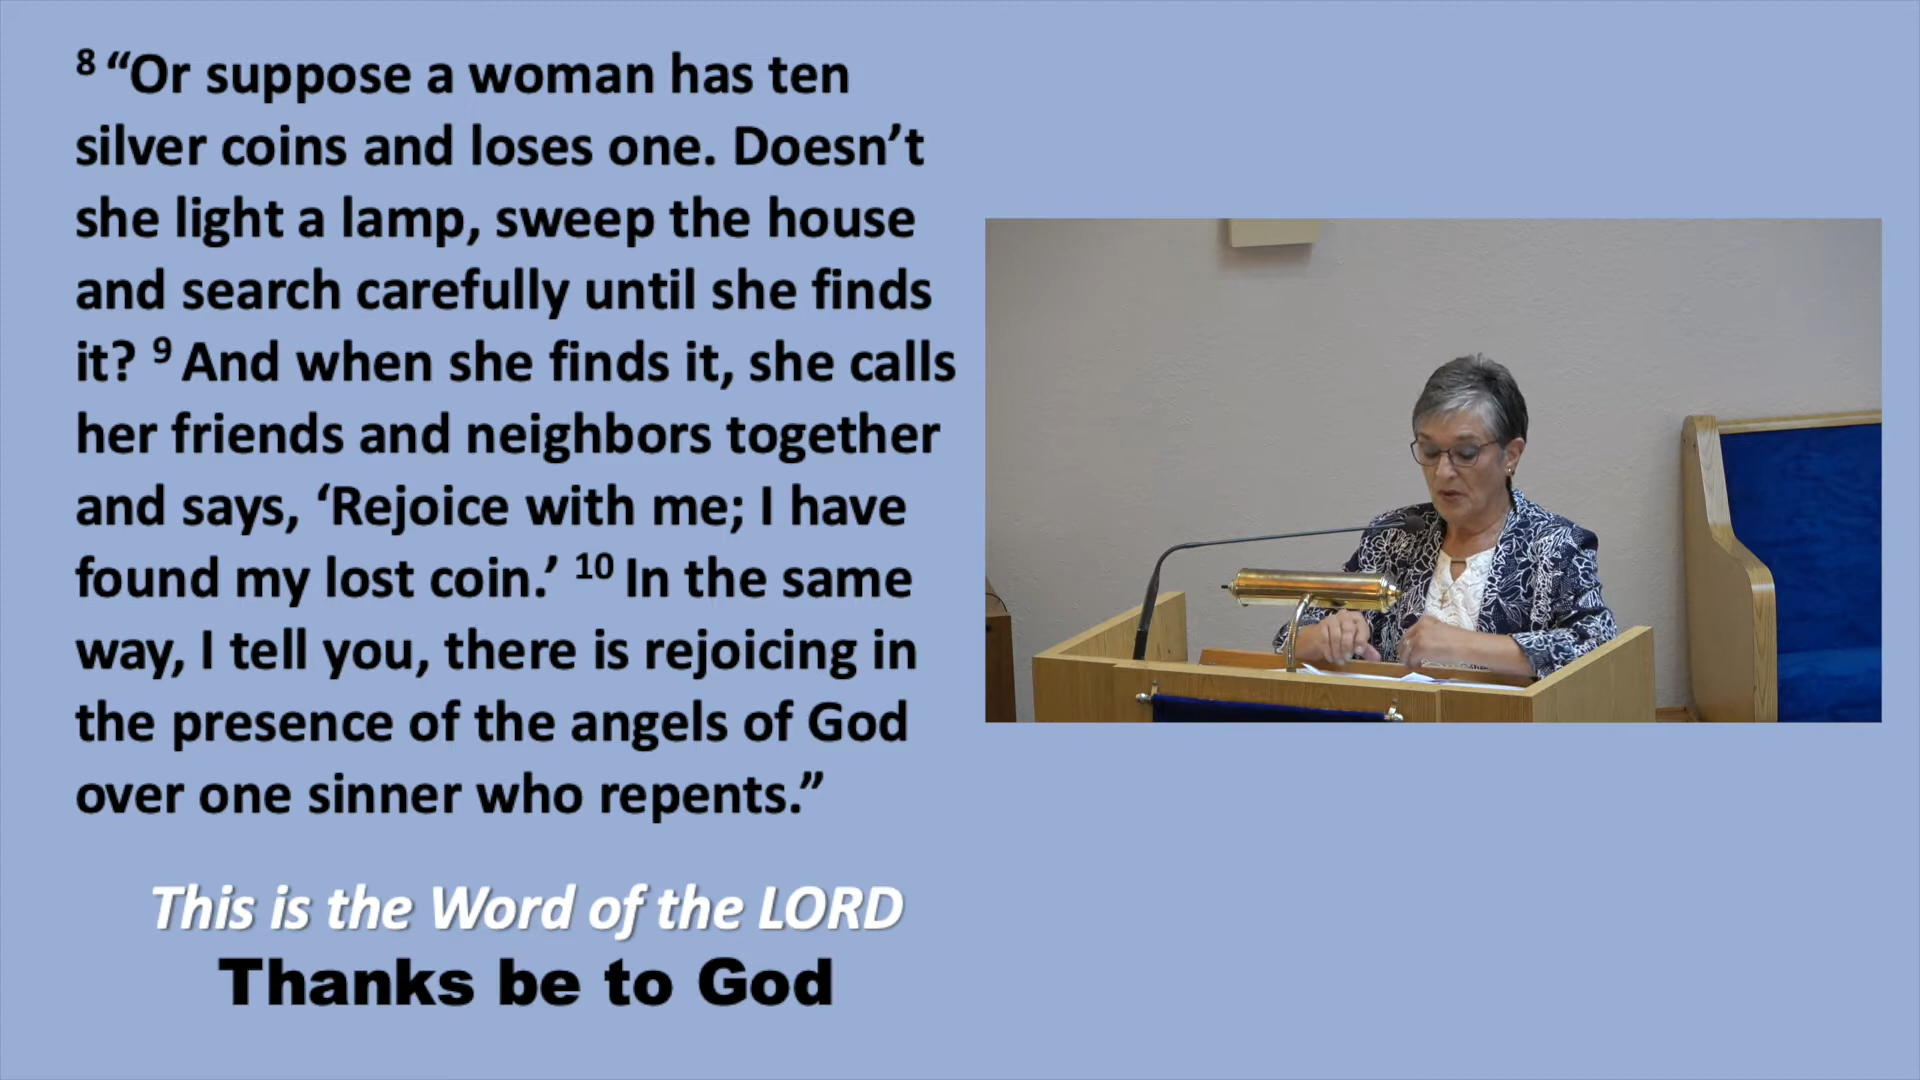 8 “Or suppose a woman has ten
silver coins and loses one. Doesn’t
she light a lamp, sweep the house
and search carefully until she finds
it? 9 And when she finds it, she calls
her friends and neighbors together
and says, ‘Rejoice with me; I have
found my lost coin.’ 10 In the same
way, I tell you, there is rejoicing in
the presence of the angels of God
over one sinner who repents.”
This is the Word of the LORD
Thanks be to God